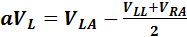 aV_L = V_LA − (V_LL+V_RA)/2